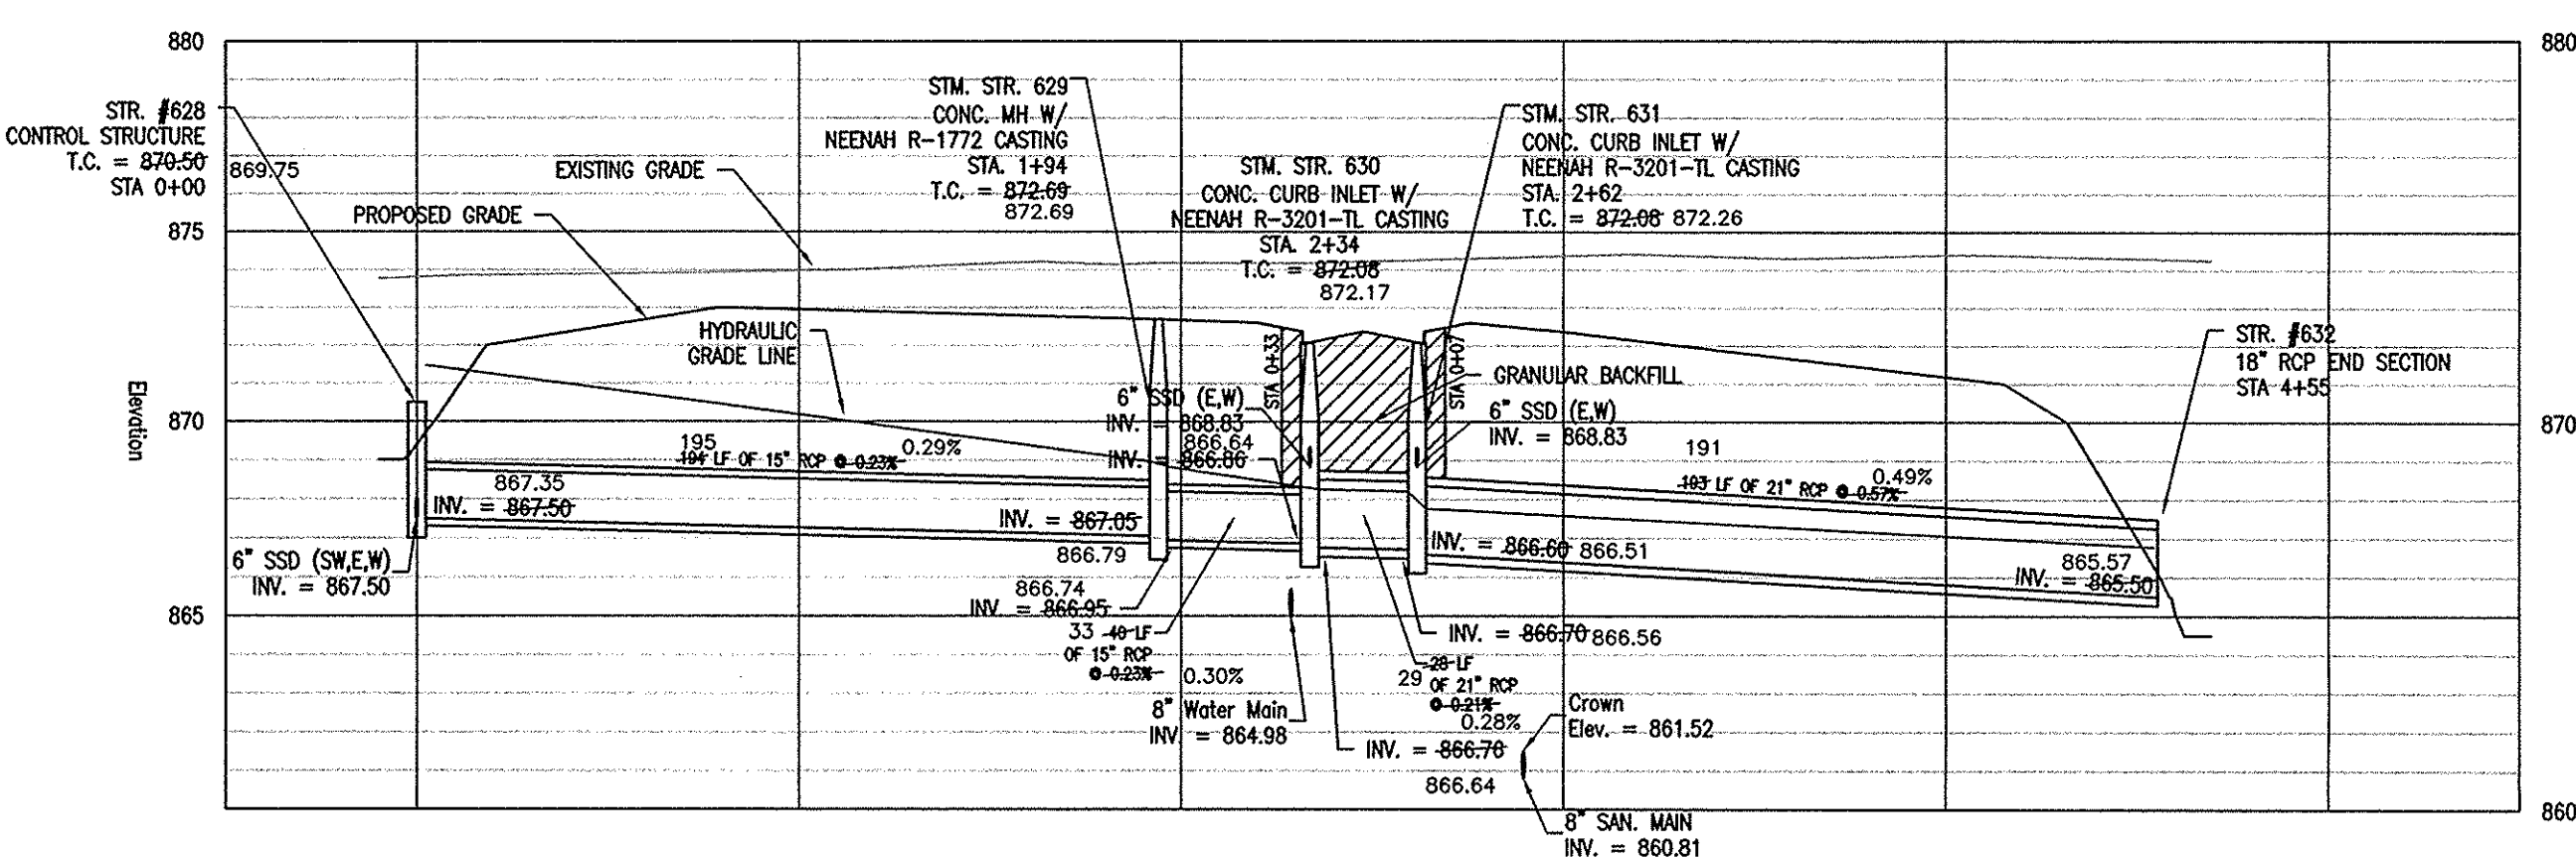 880
880
STR. #628
CONTROL STRUCTURE
T.C. = 870.50
869.75
STA 0+00
EXISTING GRADE
PROPOSED GRADE
875
STM. STR. 629
CONC. MH W/
NEENAH R-1772 CASTING
STA. 1+94
T.C. = 872.69
872.69
STM. STR. 630
CONC. CURB INLET W/
NEENAH R-3201-TL CASTING
STA. 2+34
T.C. = 872.08
872.17
STM. STR. 631
CONC. CURB INLET W/
NEENAH R-3201-TL CASTING
STA. 2+62
T.C. = 872.08 872.26
HYDRAULIC
GRADE LINE
STA 0+33
STA 0+07
GRANULAR BACKFILL
STR. #632
18" RCP END SECTION
STA 4+55
Elevation
870
870
6" SSD (E,W)
INV. = 868.83
866.64
INV. = 866.86
6" SSD (E,W)
INV. = 868.83
195
0.29%
194 LF OF 15" RCP @ 0.23%
867.35
INV. = 867.50
INV. = 867.05
866.79
191
0.49%
193 LF OF 21" RCP @ 0.57%
INV. = 866.60 866.51
865.57
INV. = 865.50
6" SSD (SW,E,W)
INV. = 867.50
866.74
INV. = 866.95
865
33 40 LF
OF 15" RCP
@ 0.23%
0.30%
INV. = 866.70 866.56
28 LF
29
OF 21" RCP
@ 0.21%
0.28%
8" Water Main
INV. = 864.98
INV. = 866.76
866.64
Crown
Elev. = 861.52
860
8" SAN. MAIN
INV. = 860.81